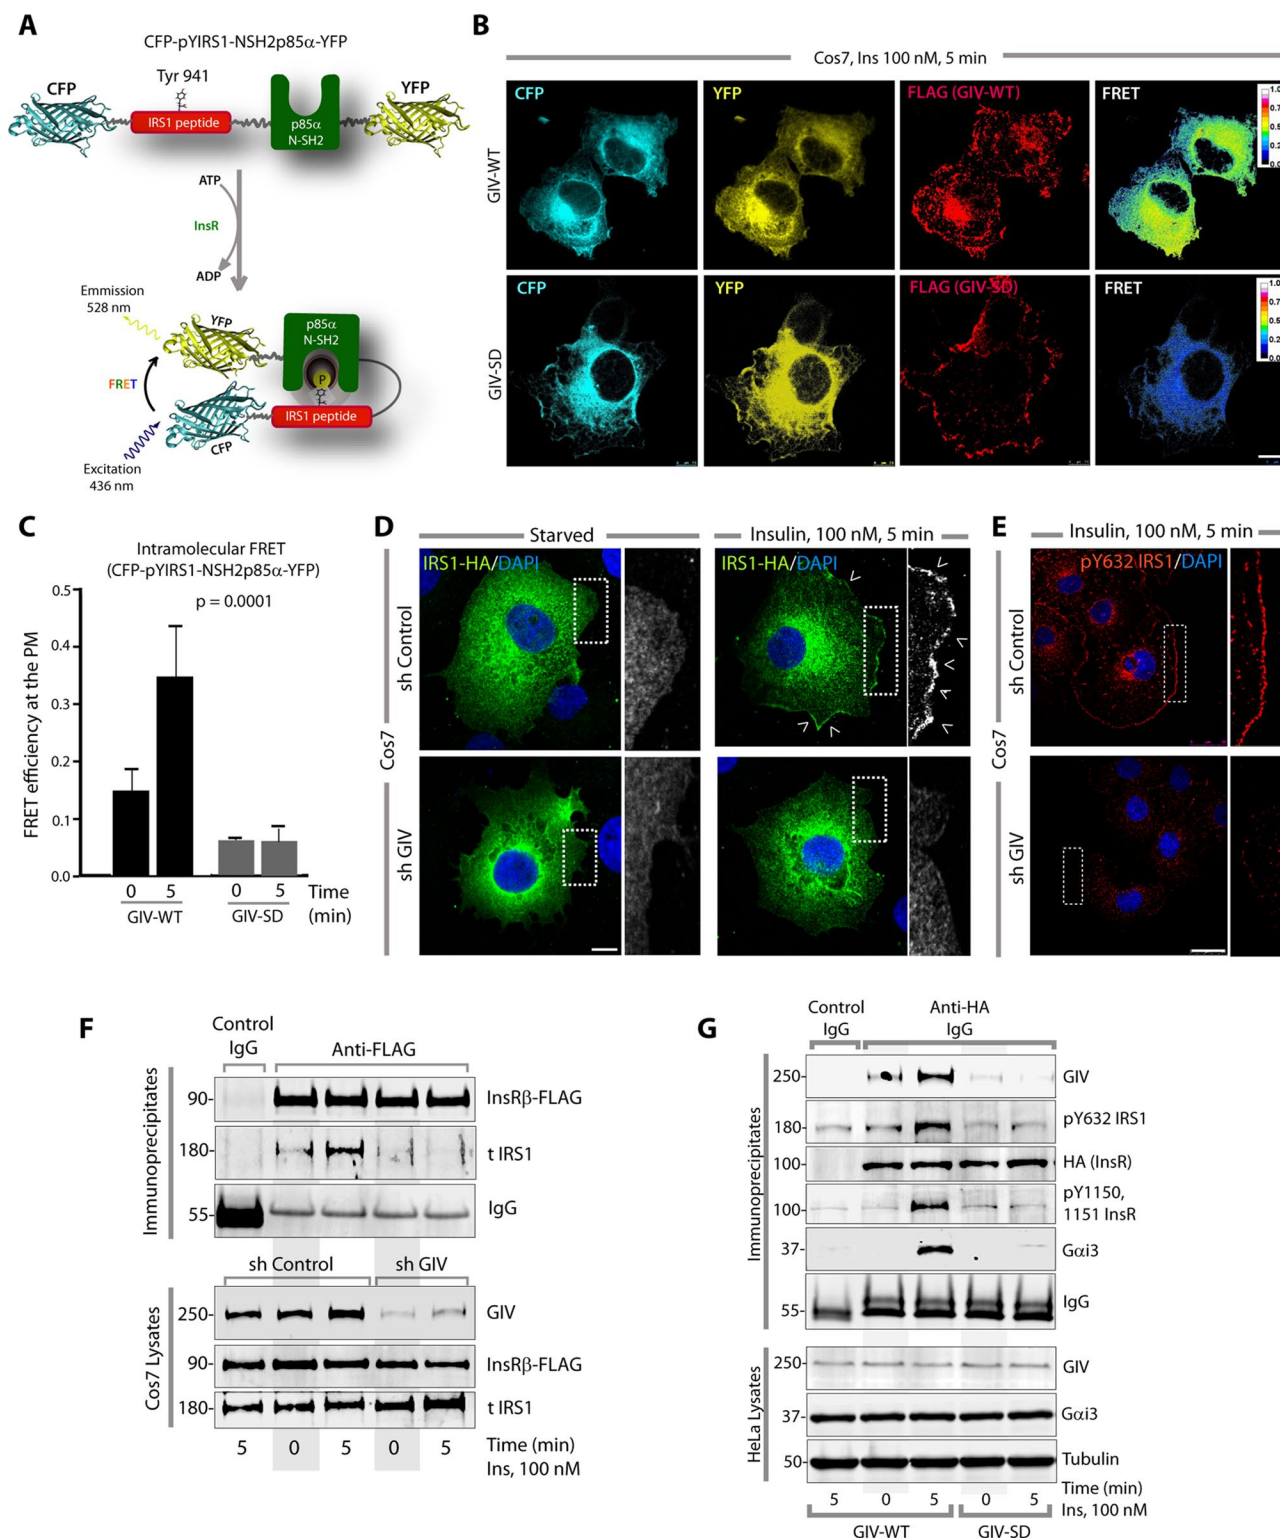 A
CFP-pYIRS1-NSH2p85α-YFP
Tyr 941
CFP
YFP
IRS1 peptide
p85α
N-SH2
ATP
InsR
ADP
Emmission
528 nm
YFP
p85α
N-SH2
P
FRET
IRS1 peptide
CFP
Excitation
436 nm
B
Cos7, Ins 100 nM, 5 min
CFP
YFP
FLAG (GIV-WT)
FRET
GIV-WT
CFP
YFP
FLAG (GIV-SD)
FRET
GIV-SD
C
Intramolecular FRET
(CFP-pYIRS1-NSH2p85α-YFP)
p = 0.0001
FRET efficiency at the PM
0.5
0.4
0.3
0.2
0.1
0.0
0 5 0 5 Time
(min)
GIV-WT GIV-SD
D
Starved
Insulin, 100 nM, 5 min
IRS1-HA/DAPI
IRS1-HA/DAPI
Cos7
sh Control
sh GIV
E
Insulin, 100 nM, 5 min
pY632 IRS1/DAPI
Cos7
sh Control
sh GIV
F
Control
IgG
Anti-FLAG
Immunoprecipitates
90- InsRβ-FLAG
180- t IRS1
55- IgG
sh Control sh GIV
Cos7 Lysates
250- GIV
90- InsRβ-FLAG
180- t IRS1
5 0 5 0 5 Time (min)
Ins, 100 nM
G
Control
IgG
Anti-HA
IgG
Immunoprecipitates
250- GIV
180- pY632 IRS1
100- HA (InsR)
100- pY1150,
1151 InsR
37- Gαi3
55- IgG
HeLa Lysates
250- GIV
37- Gαi3
50- Tubulin
5 0 5 0 5 Time (min)
Ins, 100 nM
GIV-WT GIV-SD